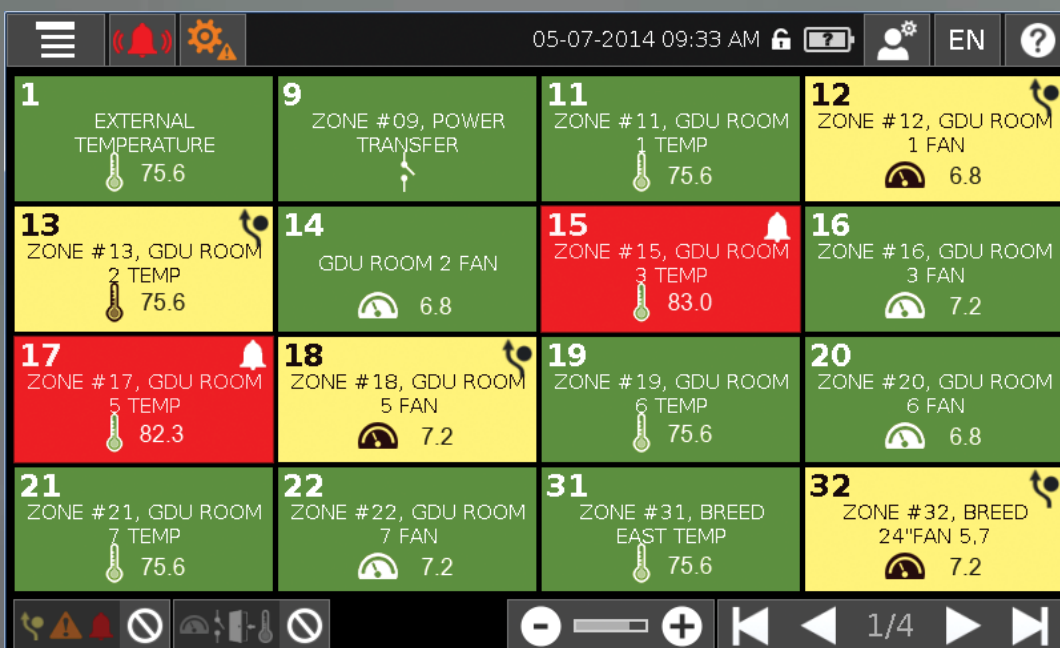 05-07-2014 09:33 AM
?
EN
?
1
EXTERNAL
TEMPERATURE
75.6
9
ZONE #09, POWER
TRANSFER
11
ZONE #11, GDU ROOM
1 TEMP
75.6
12
ZONE #12, GDU ROOM
1 FAN
6.8
13
ZONE #13, GDU ROOM
2 TEMP
75.6
14
GDU ROOM 2 FAN
6.8
15
ZONE #15, GDU ROOM
3 TEMP
83.0
16
ZONE #16, GDU ROOM
3 FAN
7.2
17
ZONE #17, GDU ROOM
5 TEMP
82.3
18
ZONE #18, GDU ROOM
5 FAN
7.2
19
ZONE #19, GDU ROOM
6 TEMP
75.6
20
ZONE #20, GDU ROOM
6 FAN
6.8
21
ZONE #21, GDU ROOM
7 TEMP
75.6
22
ZONE #22, GDU ROOM
7 FAN
7.2
31
ZONE #31, BREED
EAST TEMP
75.6
32
ZONE #32, BREED
24"FAN 5,7
7.2
1/4